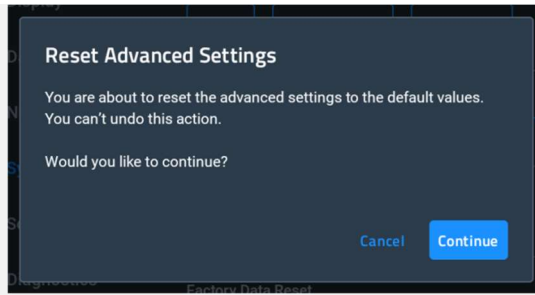 Reset Advanced Settings
You are about to reset the advanced settings to the default values.
You can't undo this action.
Would you like to continue?
Cancel
Continue
Diagnostics
Factory Data Reset